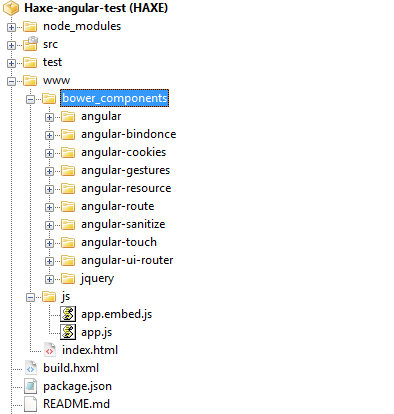 Haxe-angular-test (HAXE)
node_modules
src
test
www
bower_components
angular
angular-bindonce
angular-cookies
angular-gestures
angular-resource
angular-route
angular-sanitize
angular-touch
angular-ui-router
jquery
js
app.embed.js
app.js
index.html
build.hxml
package.json
README.md